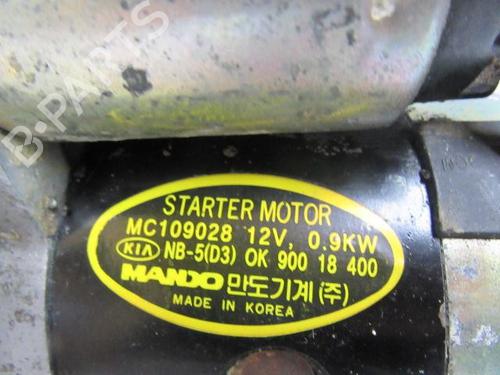 B-PARTS
STARTER MOTOR
MC109028 12V, 0.9KW
KIA NB-5(D3) OK 900 18 400
MANDO 만도기계(주)
MADE IN KOREA